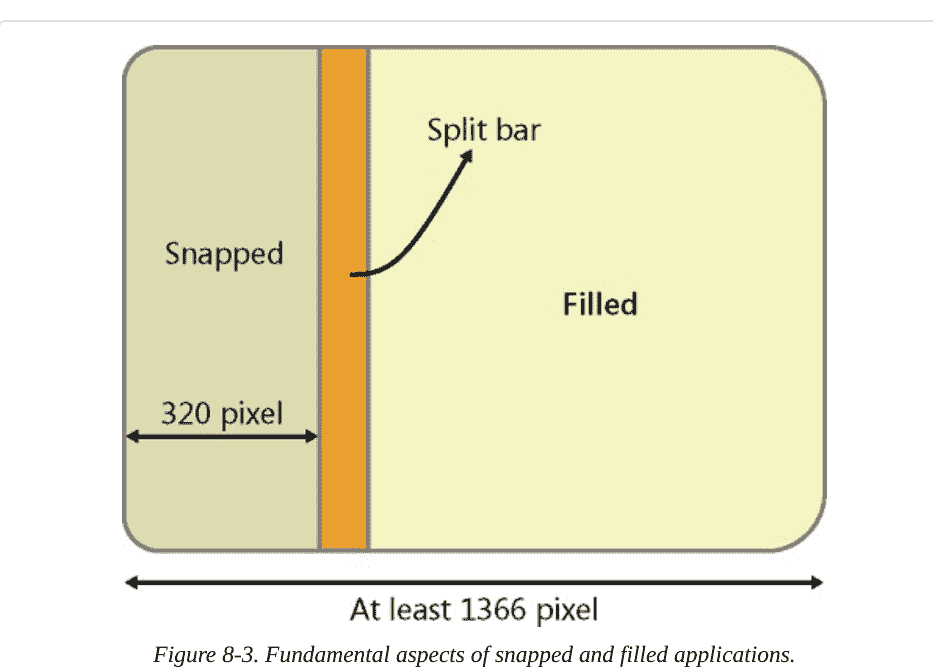 Split bar
Snapped
Filled
320 pixel
At least 1366 pixel
Figure 8-3. Fundamental aspects of snapped and filled applications.